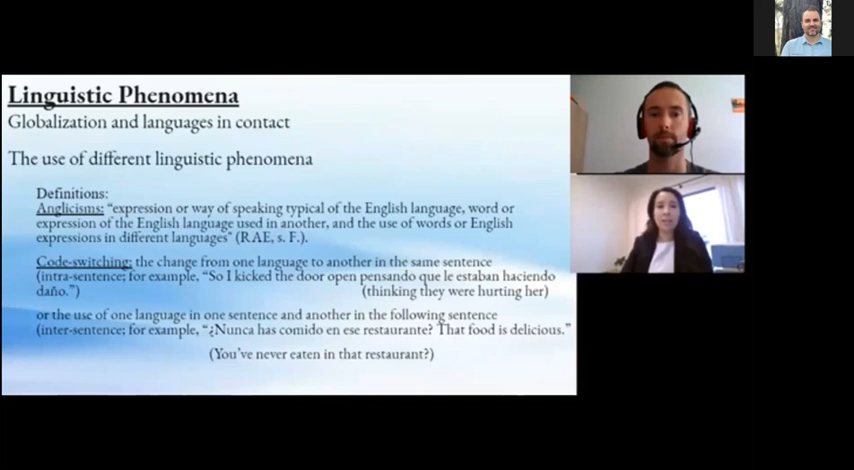 Linguistic Phenomena
Globalization and languages in contact
The use of different linguistic phenomena
Definitions:
Anglicisms: “expression or way of speaking typical of the English language, word or
expression of the English language used in another, and the use of words or English
expressions in different languages” (RAE, s. F.).
Code-switching: the change from one language to another in the same sentence
(intra-sentence; for example, “So I kicked the door open pensando que le estaban haciendo
daño.”) (thinking they were hurting her)
or the use of one language in one sentence and another in the following sentence
(inter-sentence; for example, “¿Nunca has comido en ese restaurante? That food is delicious.”
(You’ve never eaten in that restaurant?)